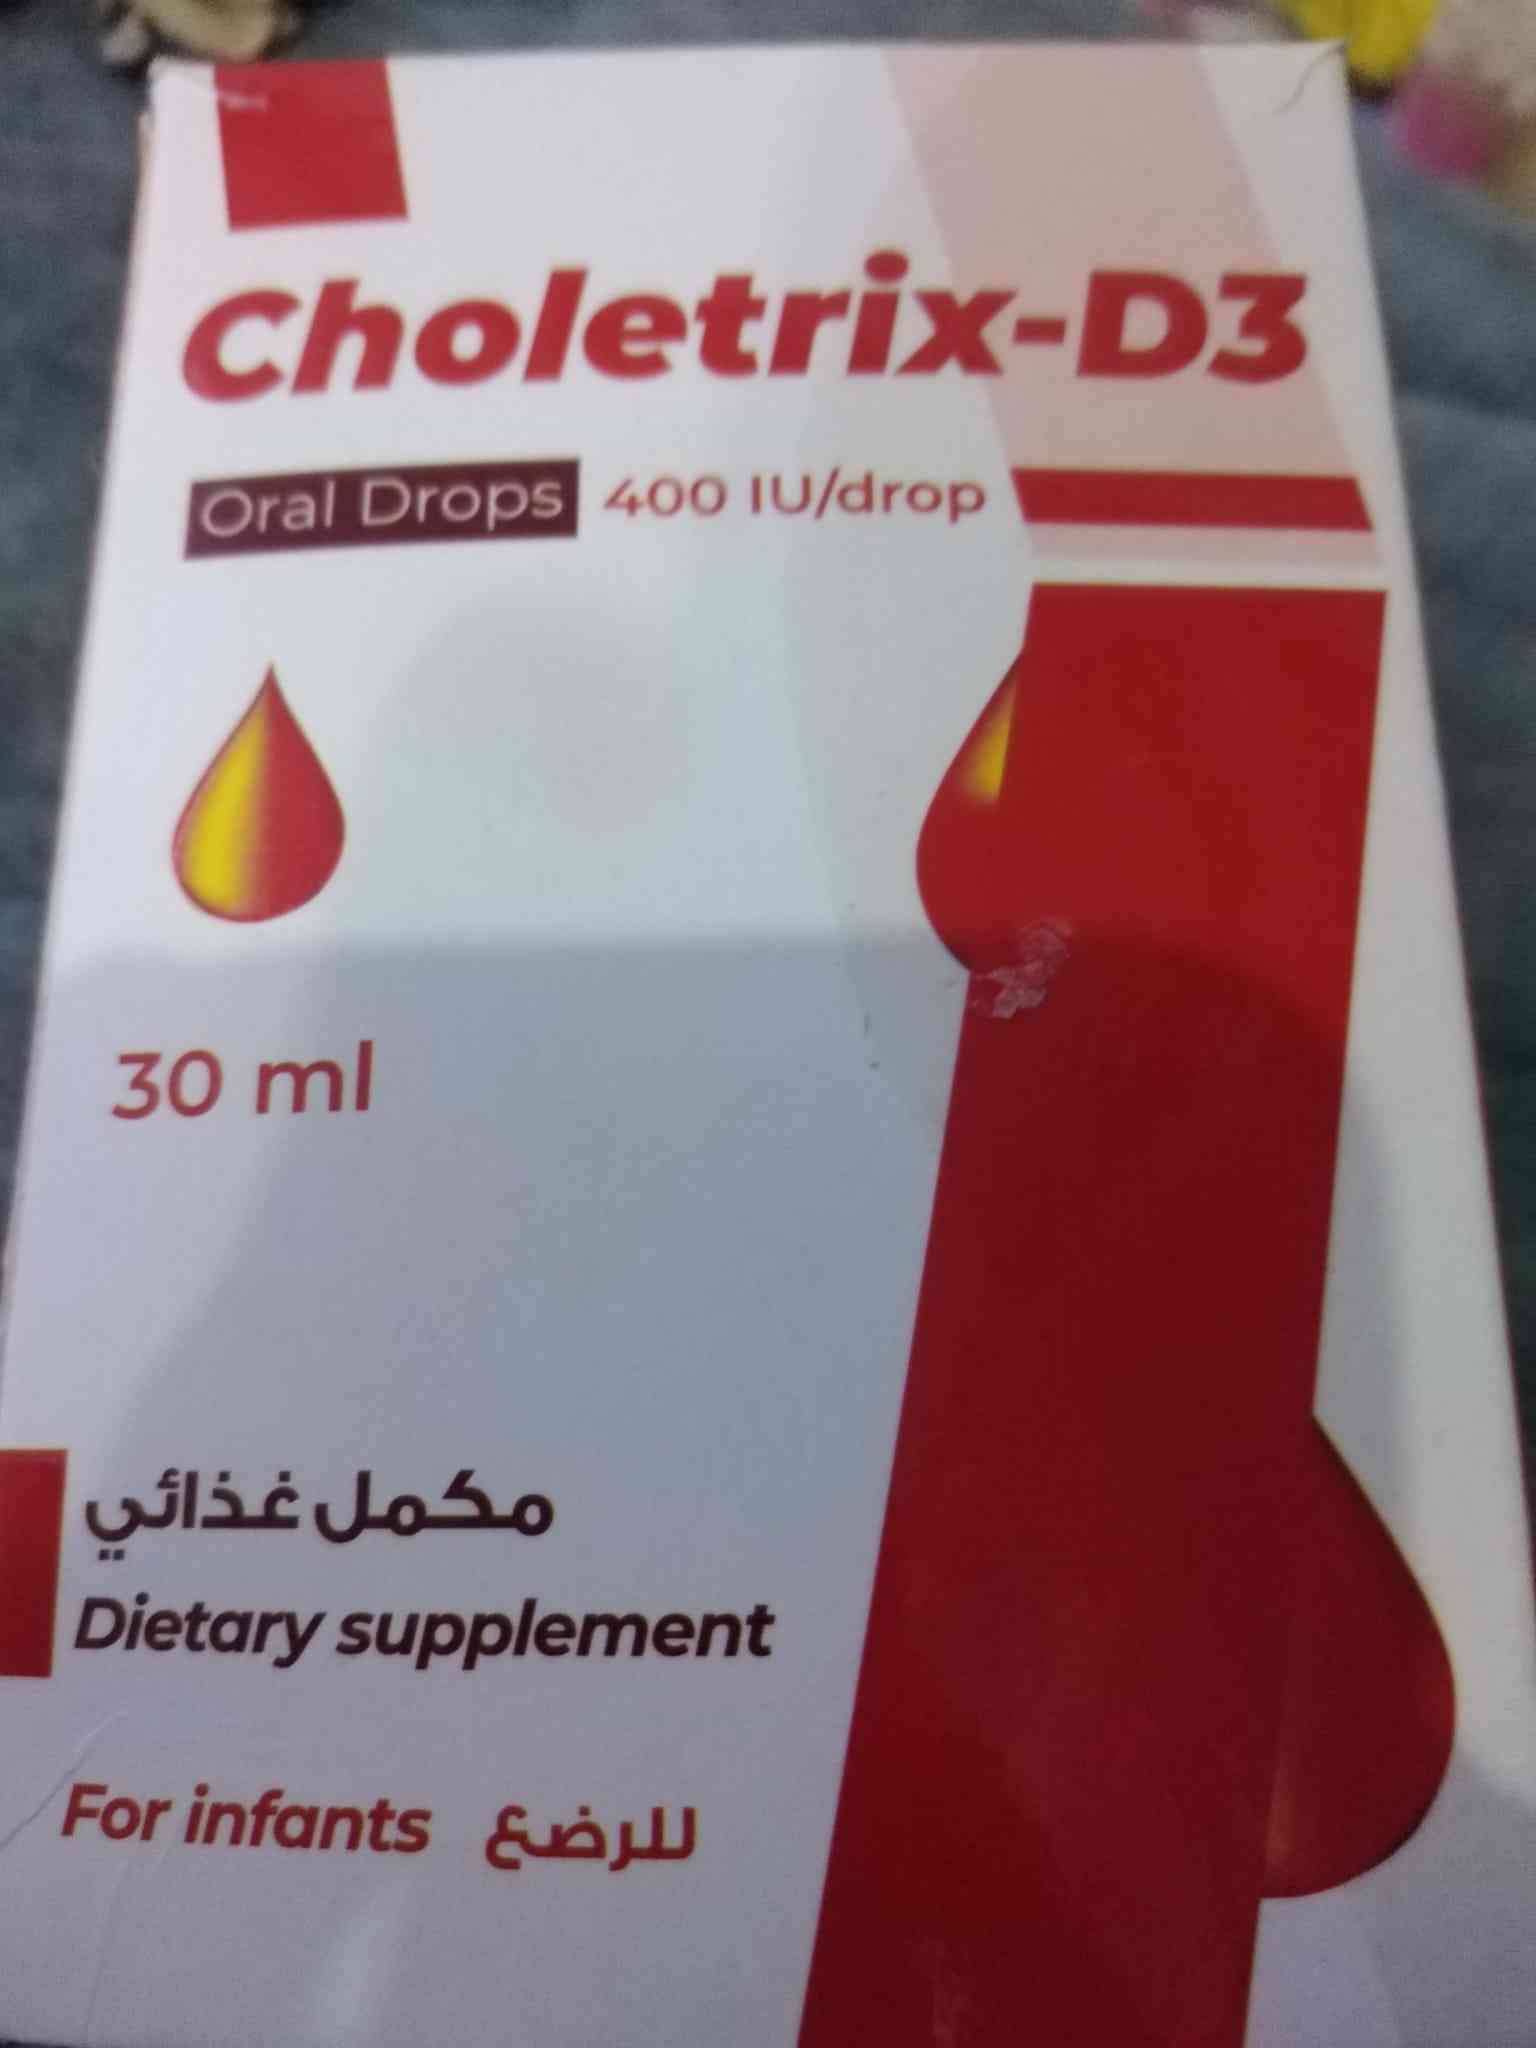 Choletrix-D3
Oral Drops 400 IU/drop
30 ml
مكمل غذائي
Dietary supplement
For infants للرضع